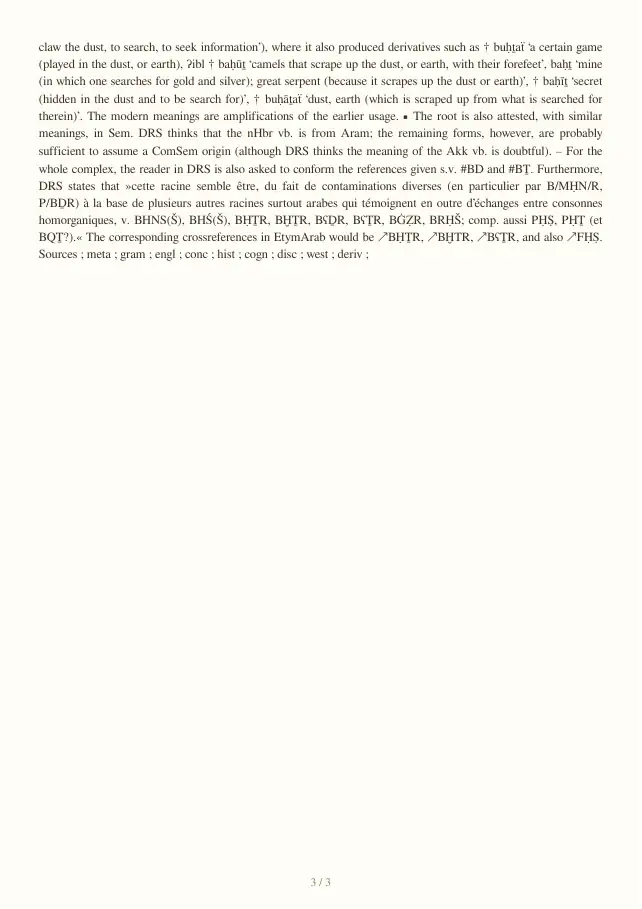 claw the dust, to search, to seek information’), where it also produced derivatives such as † buḥṯaẗ ‘a certain game
(played in the dust, or earth), ʔibl † baḥūṯ ‘camels that scrape up the dust, or earth, with their forefeet’, baḥṯ ‘mine
(in which one searches for gold and silver); great serpent (because it scrapes up the dust or earth)’, † baḥīṯ ‘secret
(hidden in the dust and to be search for)’, † buḥāṯaẗ ‘dust, earth (which is scraped up from what is searched for
therein)’. The modern meanings are amplifications of the earlier usage. ▪ The root is also attested, with similar
meanings, in Sem. DRS thinks that the nHbr vb. is from Aram; the remaining forms, however, are probably
sufficient to assume a ComSem origin (although DRS thinks the meaning of the Akk vb. is doubtful). – For the
whole complex, the reader in DRS is also asked to conform the references given s.v. #BD and #BṮ. Furthermore,
DRS states that »cette racine semble être, du fait de contaminations diverses (en particulier par B/MḤN/R,
P/BḎR) à la base de plusieurs autres racines surtout arabes qui témoignent en outre d’échanges entre consonnes
homorganiques, v. BHNS(Š), BHŚ(Š), BḤṮR, BḪṮR, BʕḎR, BʕṮR, BĠẒR, BRḤŠ; comp. aussi PḤṢ, PḤṮ (et
BQṮ?).« The corresponding crossreferences in EtymArab would be ↗BḤṮR, ↗BḪTR, ↗BʕṮR, and also ↗FḤṢ.
Sources ; meta ; gram ; engl ; conc ; hist ; cogn ; disc ; west ; deriv ;
3 / 3